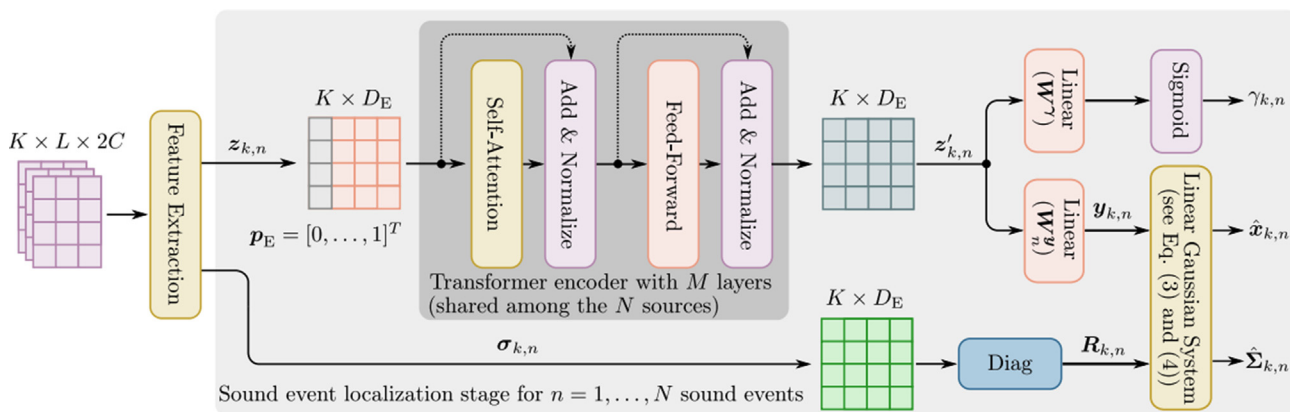 K × L × 2C
Feature Extraction
z_{k,n}
K × D_E
p_E = [0, . . . , 1]^T
Self-Attention
Add & Normalize
Feed-Forward
Add & Normalize
Transformer encoder with M layers
(shared among the N sources)
K × D_E
z′_{k,n}
Linear
(W^γ)
Sigmoid
γ_{k,n}
Linear
(W^y_n)
y_{k,n}
Linear Gaussian System
(see Eq. (3) and (4))
x̂_{k,n}
σ_{k,n}
K × D_E
Diag
R_{k,n}
Σ̂_{k,n}
Sound event localization stage for n = 1, . . . , N sound events